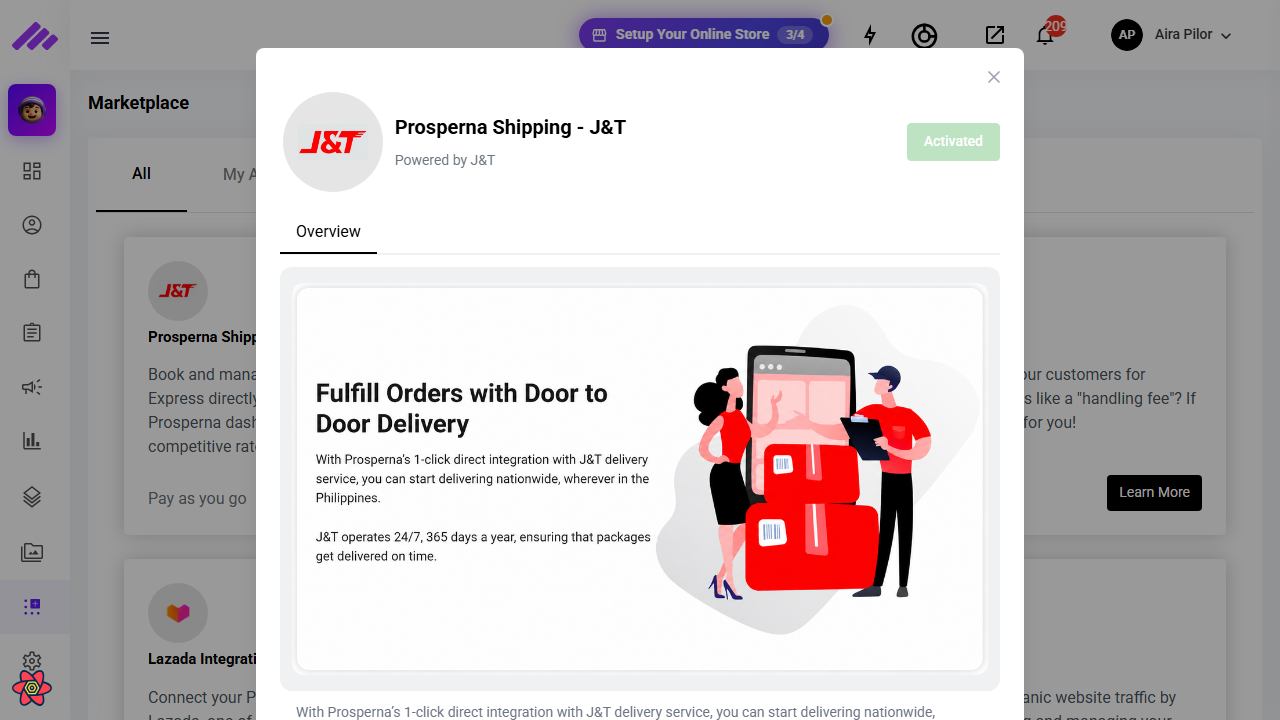 Setup Your Online Store 3/4
209
AP Aira Pilor
Marketplace
All
My A
J&T
Prosperna Shipping - J&T
Powered by J&T
Activated
Overview
Fulfill Orders with Door to
Door Delivery
With Prosperna's 1-click direct integration with J&T delivery
service, you can start delivering nationwide, wherever in the
Philippines.
J&T operates 24/7, 365 days a year, ensuring that packages
get delivered on time.
With Prosperna's 1-click direct integration with J&T delivery service, you can start delivering nationwide,
J&T
Prosperna Shipp
Book and mana
Express directly
Prosperna dash
competitive rate
Pay as you go
our customers for
s like a "handling fee"? If
for you!
Learn More
Lazada Integrati
Connect your P
anic website traffic by